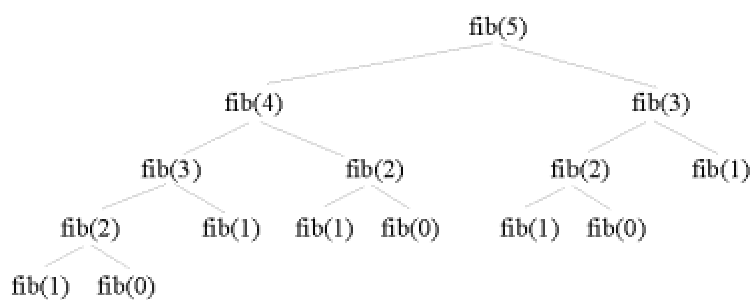 fib(5)
fib(4) fib(3)
fib(3) fib(2) fib(2) fib(1)
fib(2) fib(1) fib(1) fib(0) fib(1) fib(0)
fib(1) fib(0)